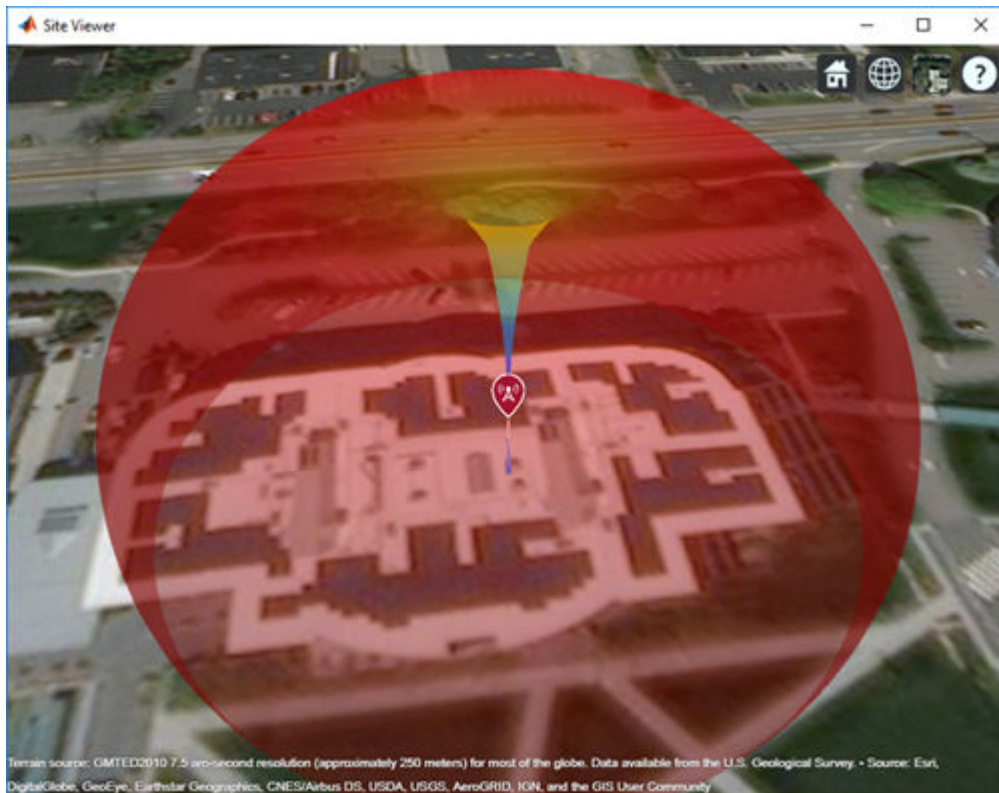 Site Viewer
?
Terrain source: GMTED2010 7.5 arc-second resolution (approximately 250 meters) for most of the globe. Data available from the U.S. Geological Survey. • Source: Esri,
DigitalGlobe, GeoEye, Earthstar Geographics, CNES/Airbus DS, USDA, USGS, AeroGRID, IGN, and the GIS User Community